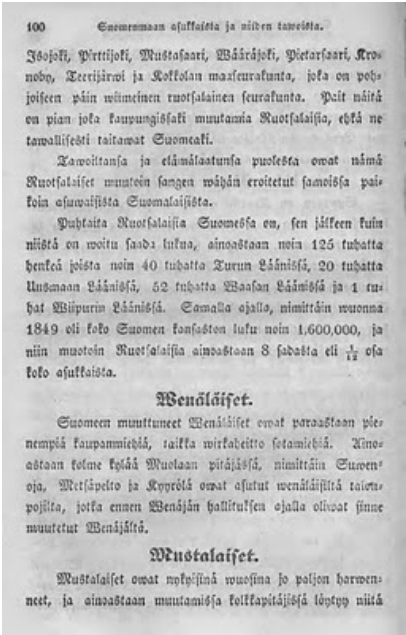 100 Suomenmaan asukkaista ja niiden tawoista.
Isojoki, Pirttijoki, Mustasaari, Wääräjoki, Pietarsaari, Kro-
noby, Teerijärwi ja Kokkolan maaseurakunta, joka on poh-
joiseen päin wiimeinen ruotsalainen seurakunta. Paitsi näitä
on pian joka kaupungissaki muutamia Ruotsalaisia, ehkä ne
tawallisesti taitawat Suomeaki.
Tawoiltansa ja elämälaatunsa puolesta owat nämä
Ruotsalaiset muutoin sangen wähän eroitetut samoissa pai-
koin asuwaisista Suomalaisista.
Puhtaita Ruotsalaisia Suomessa on, sen jälkeen kuin
niistä on woitu saada lukua, ainoastaan noin 125 tuhatta
henkeä joista noin 40 tuhatta Turun Läänissä, 20 tuhatta
Uusmaan Läänissä, 52 tuhatta Waasan Läänissä ja 1 tu-
hat Wiipurin Läänissä. Samalla ajalla, nimittäin wuonna
1849 oli koko Suomen kansaston luku noin 1,600,000, ja
niin muotoin Ruotsalaisia ainoastaan 8 sadasta eli 1/12 osa
koko asukkaista.
Wenäläiset.
Suomeen muuttuneet Wenäläiset owat paraastaan pie-
nempiä kaupanmiehiä, taikka wirkaheitto sotamiehiä. Aino-
astaan kolme kylää Muolaan pitäjässä, nimittäin Suwen-
oja, Metsäpelto ja Kyyrölä owat asutut wenäläisiltä talon-
pojilta, jotka ennen Wenäjän hallituksen ajalla oliwat sinne
muutetut Wenäjältä.
Mustalaiset.
Mustalaiset owat nykyisinä wuosina jo paljon harwen-
neet, ja ainoastaan muutamissa kolkkapitäjissä löytyy niitä